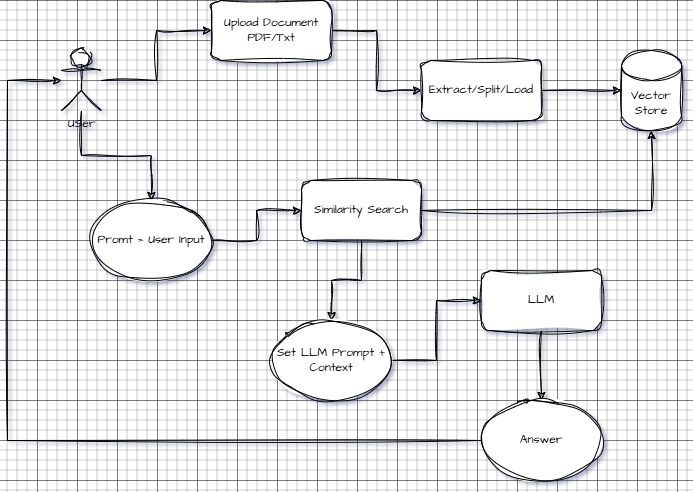 Upload Document
PDF/Txt
Extract/Split/Load
Vector
Store
User
Promt = User Input
Similarity Search
LLM
Set LLM Prompt +
Context
Answer